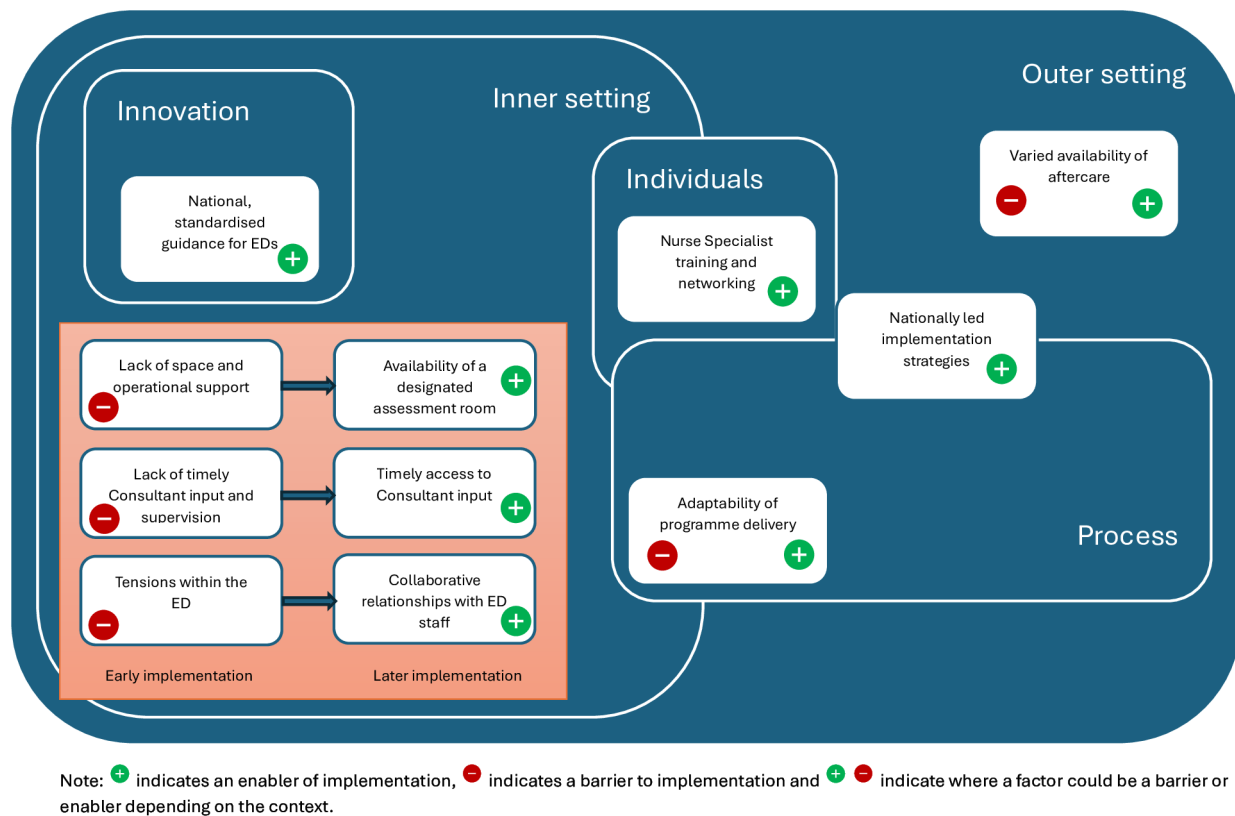 Outer setting
Inner setting
Innovation
National,
standardised
guidance for EDs
Individuals
Nurse Specialist
training and
networking
Varied availability of
aftercare
Nationally led
implementation
strategies
Lack of space and
operational support
Availability of a
designated
assessment room
Lack of timely
Consultant input and
supervision
Timely access to
Consultant input
Tensions within the
ED
Collaborative
relationships with ED
staff
Early implementation
Later implementation
Adaptability of
programme delivery
Process
Note: + indicates an enabler of implementation, − indicates a barrier to implementation and + − indicate where a factor could be a barrier or
enabler depending on the context.